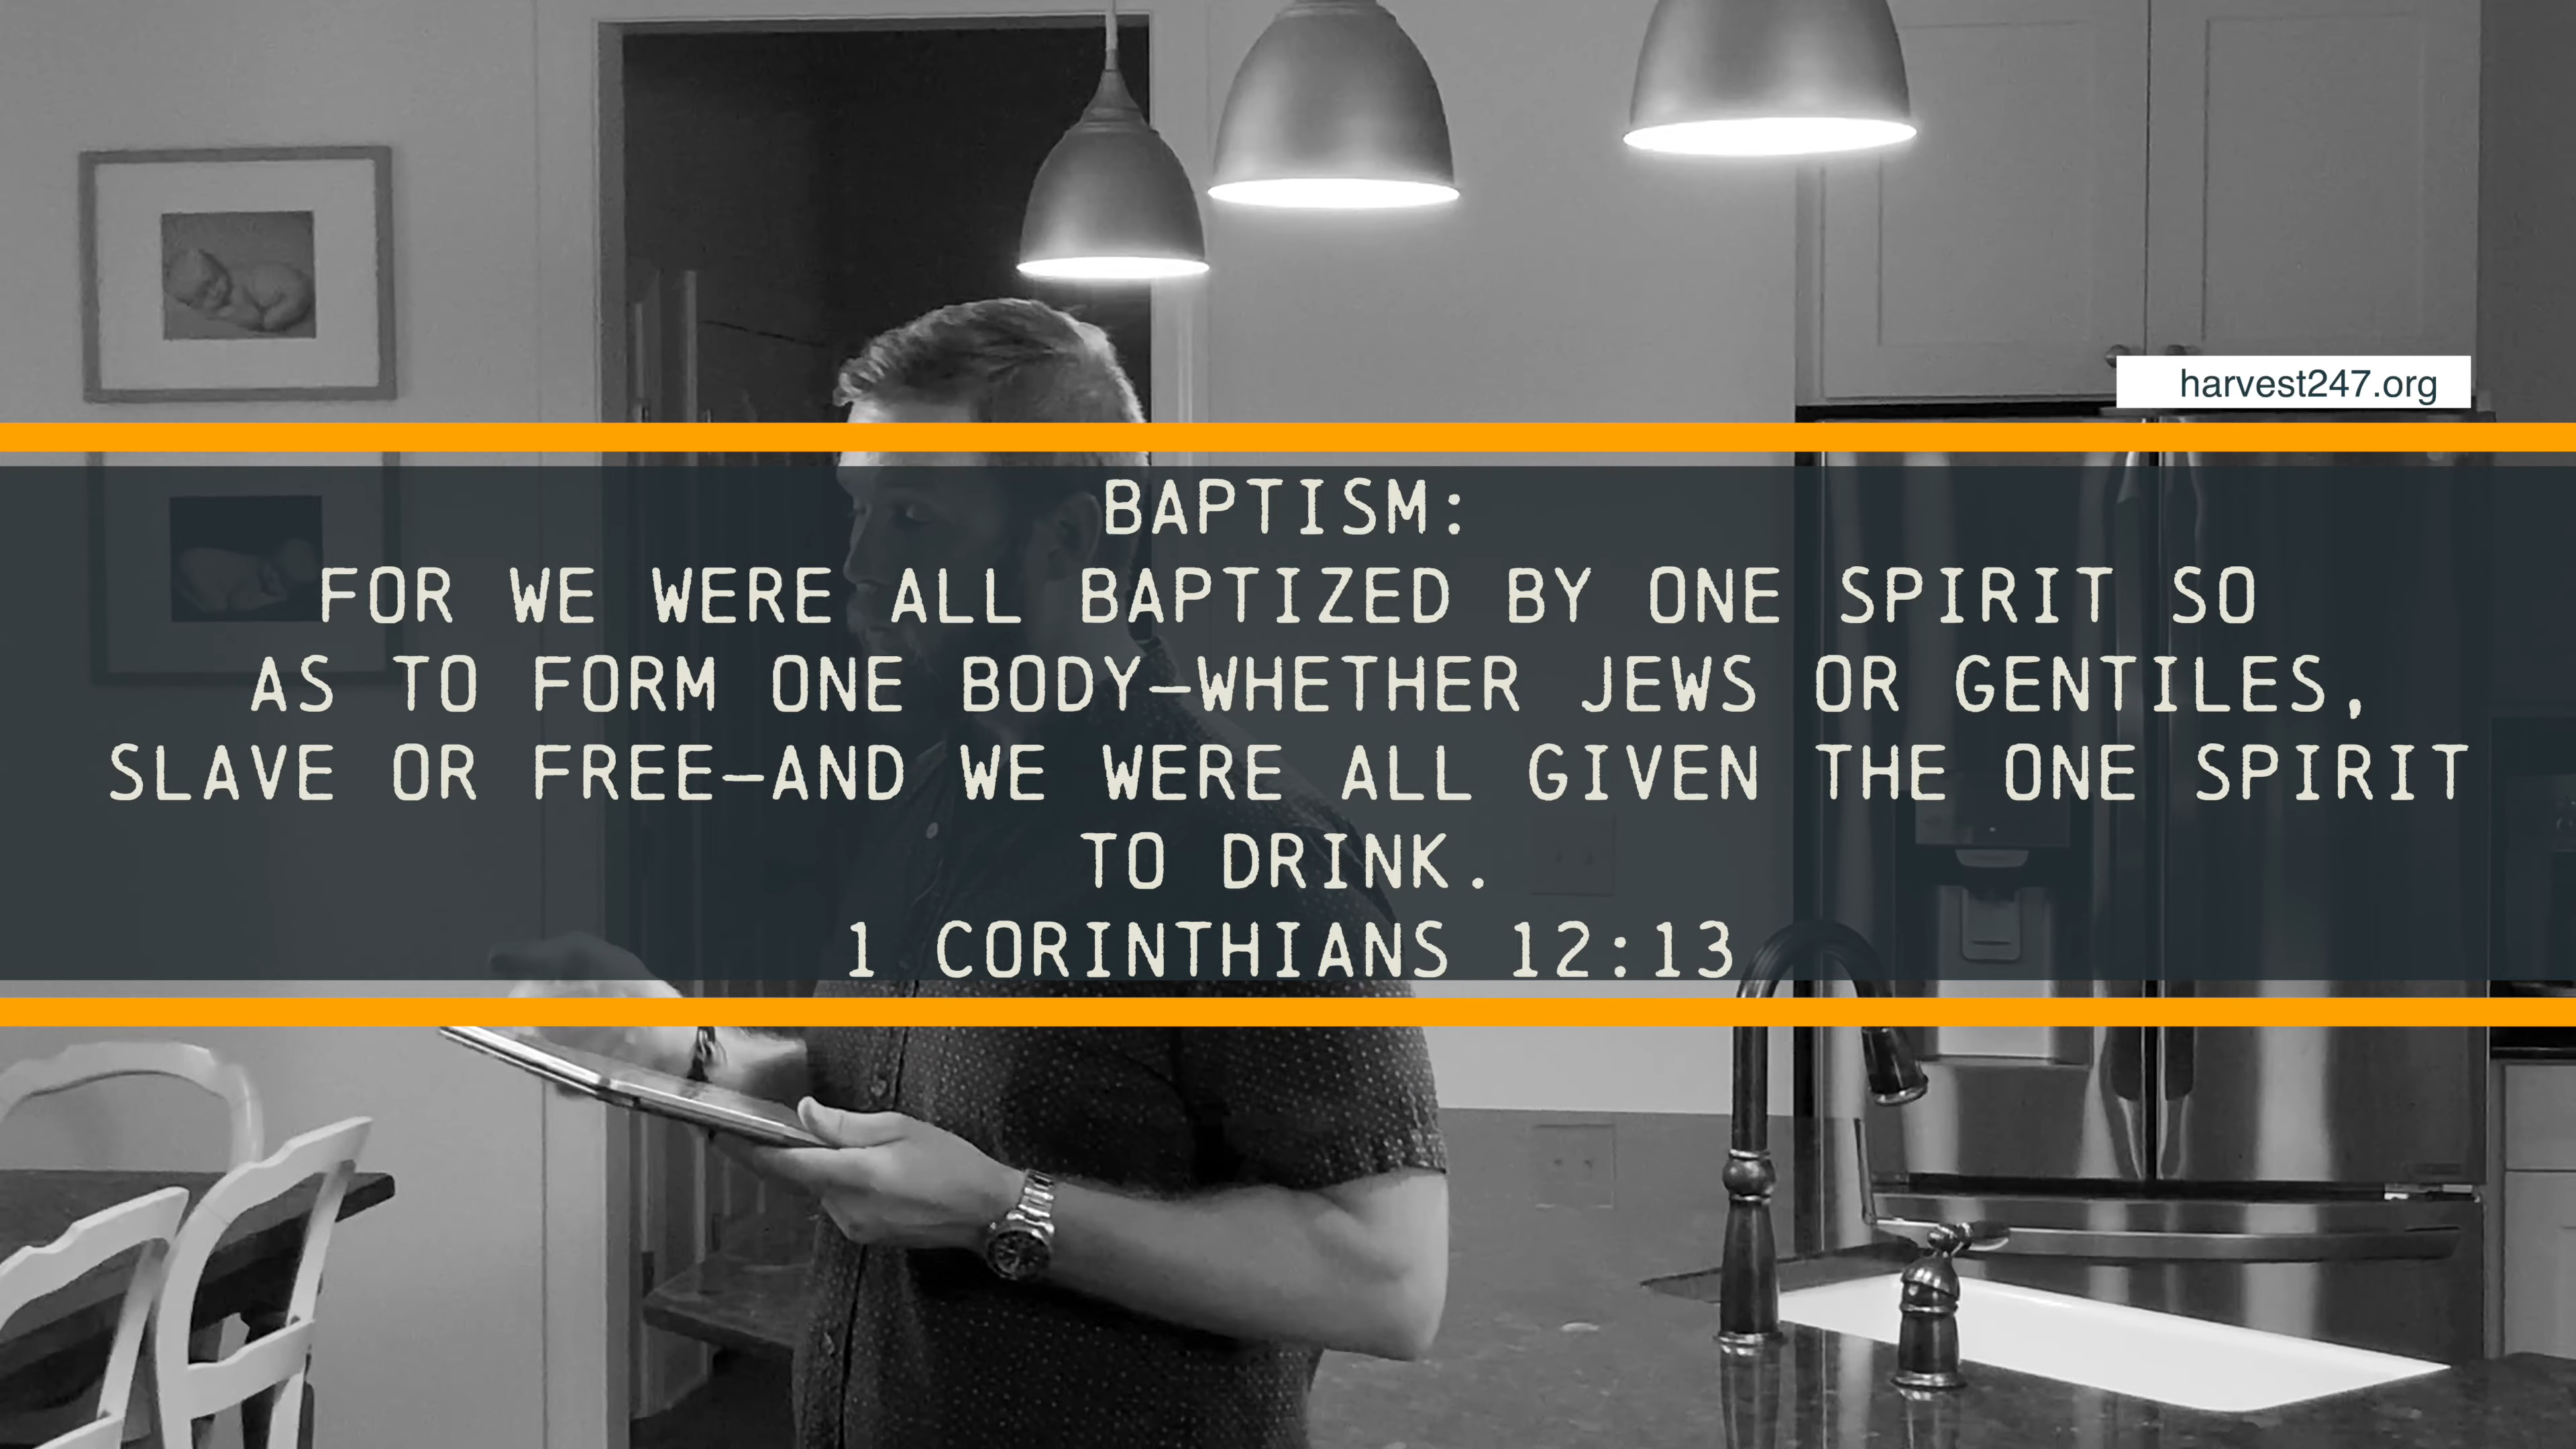 harvest247.org
BAPTISM:
FOR WE WERE ALL BAPTIZED BY ONE SPIRIT SO
AS TO FORM ONE BODY—WHETHER JEWS OR GENTILES,
SLAVE OR FREE—AND WE WERE ALL GIVEN THE ONE SPIRIT
TO DRINK.
1 CORINTHIANS 12:13